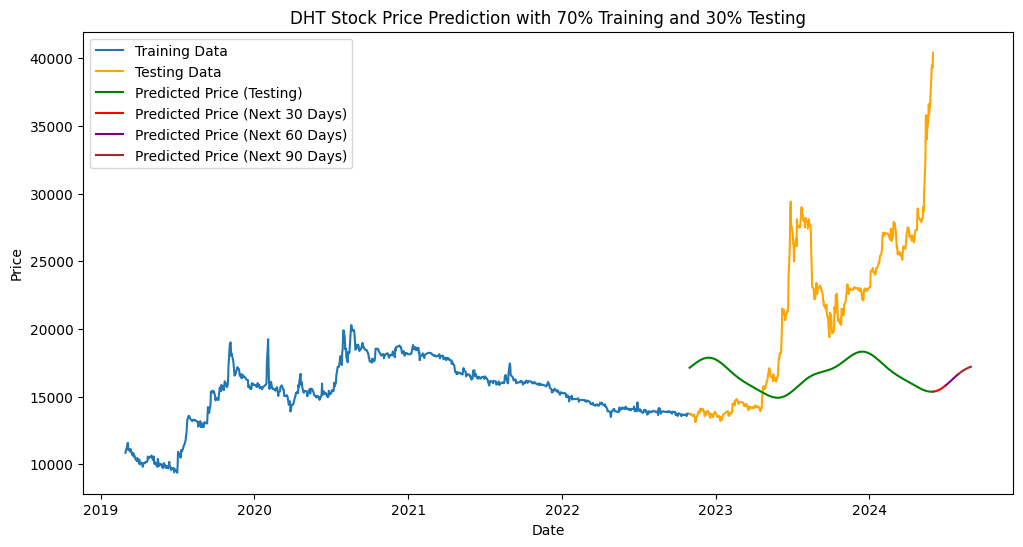 DHT Stock Price Prediction with 70% Training and 30% Testing
Training Data
Testing Data
Predicted Price (Testing)
Predicted Price (Next 30 Days)
Predicted Price (Next 60 Days)
Predicted Price (Next 90 Days)
Price
40000
35000
30000
25000
20000
15000
10000
2019 2020 2021 2022 2023 2024
Date